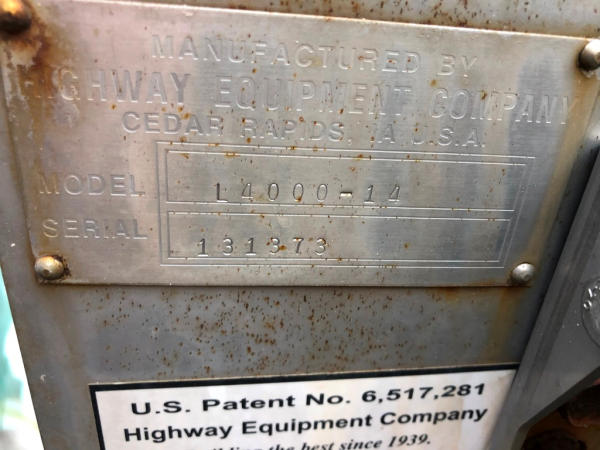 MANUFACTURED BY
HIGHWAY EQUIPMENT COMPANY
CEDAR RAPIDS, IA U.S.A.
MODEL L4000-14
SERIAL 131373
U.S. Patent No. 6,517,281
Highway Equipment Company
the best since 1939.